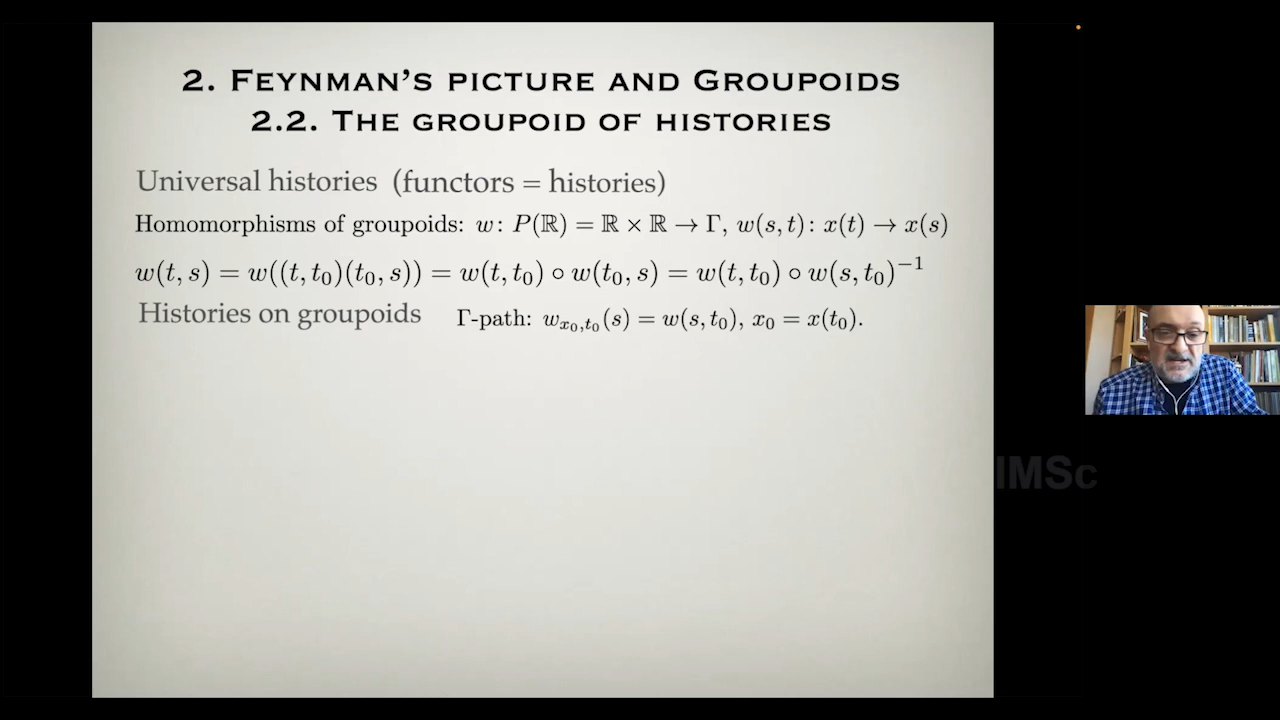 2. Feynman's picture and Groupoids
2.2. The groupoid of histories
Universal histories (functors = histories)
Homomorphisms of groupoids: w: P(ℝ) = ℝ × ℝ → Γ, w(s, t): x(t) → x(s)
w(t, s) = w((t, t₀)(t₀, s)) = w(t, t₀) ∘ w(t₀, s) = w(t, t₀) ∘ w(s, t₀)⁻¹
Histories on groupoids Γ-path: w_{x₀,t₀}(s) = w(s, t₀), x₀ = x(t₀).
IMSc